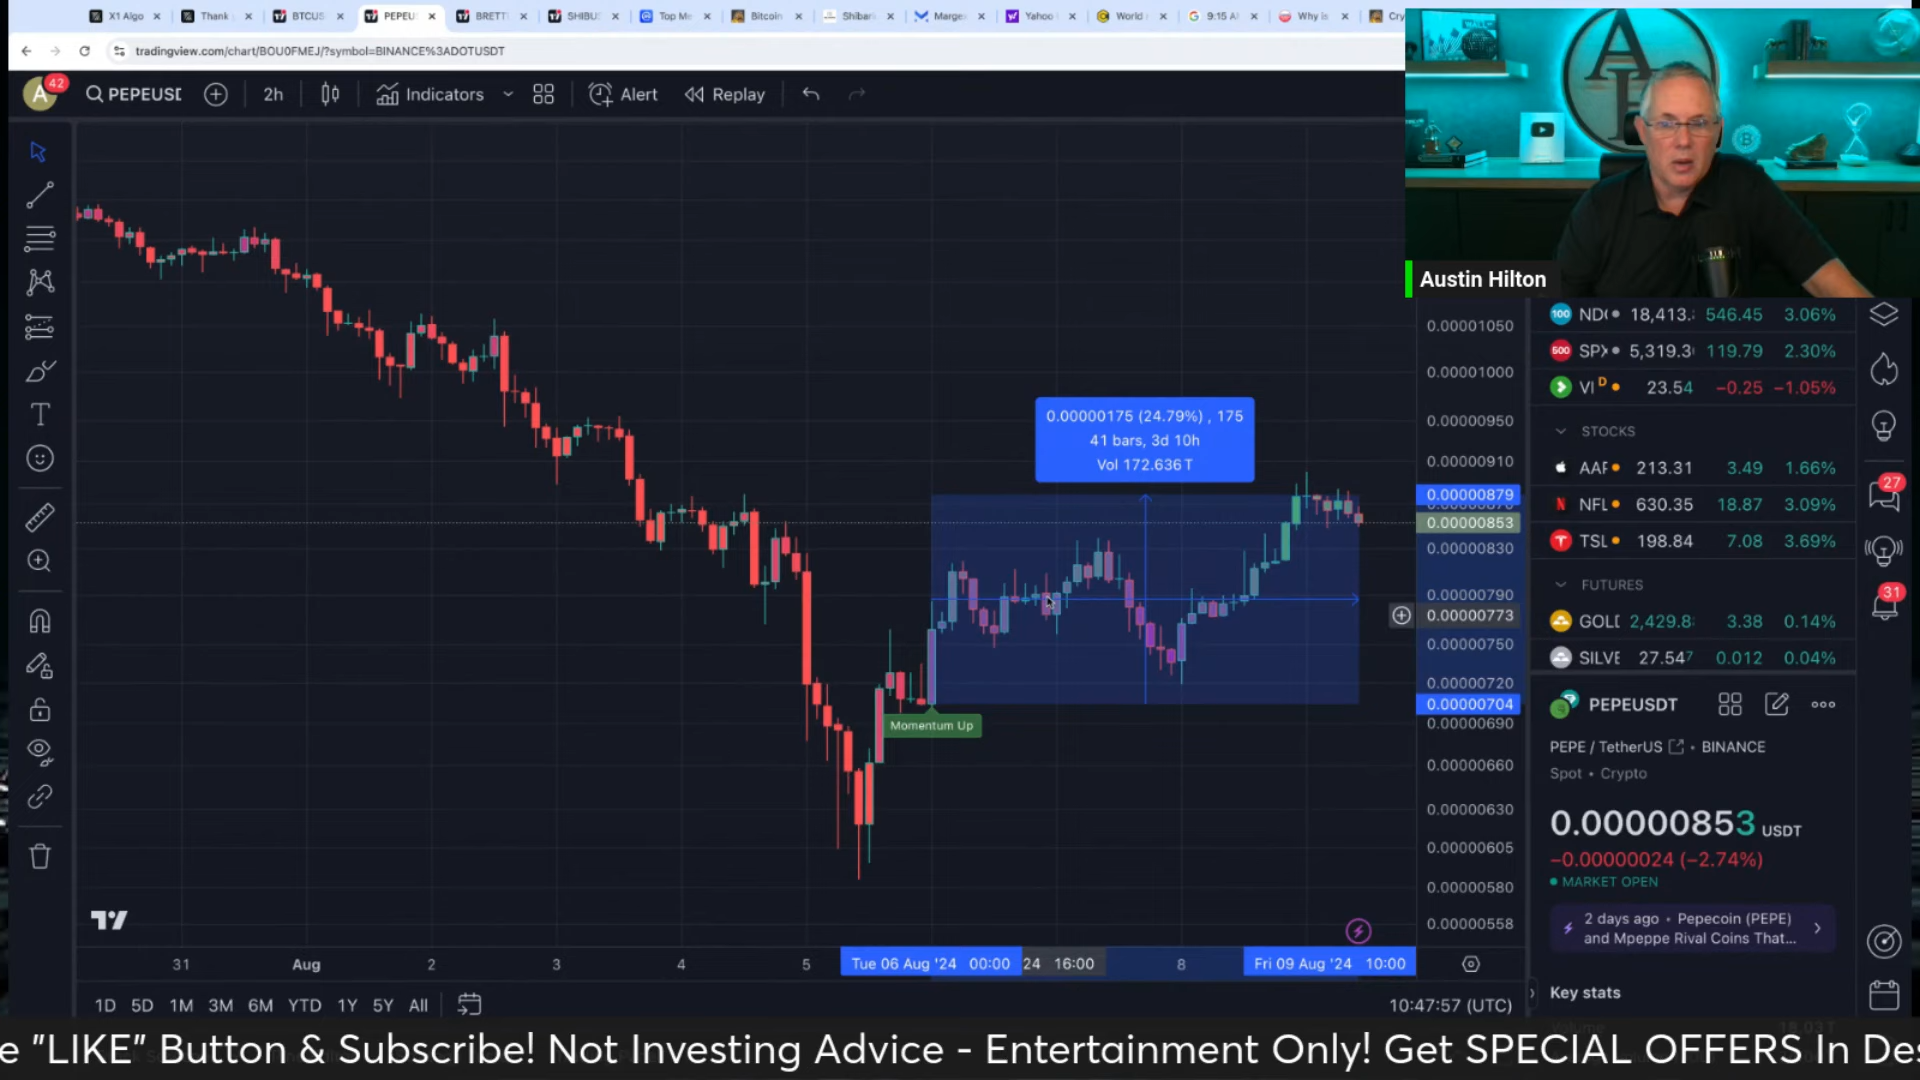 X1 Algo
Thank
BTCUS
PEPEU
BRETT
SHIBU
Top Me
Bitcoin
Shibari
Marge
Yahoo
World
9:15 A
Why is
Cry
tradingview.com/chart/BOU0FMEJ/?symbol=BINANCE%3ADOTUSDT
A
42
PEPEUSD
2h
Indicators
Alert
Replay
Austin Hilton
0.00001050
0.00001000
0.00000950
0.00000910
0.00000879
0.00000853
0.00000830
0.00000790
0.00000773
0.00000750
0.00000720
0.00000704
0.00000690
0.00000660
0.00000630
0.00000605
0.00000580
0.00000558
0.00000175 (24.79%) , 175
41 bars, 3d 10h
Vol 172.636T
Momentum Up
31
Aug
2
3
4
5
Tue 06 Aug '24 00:00
24 16:00
8
Fri 09 Aug '24 10:00
1D 5D 1M 3M 6M YTD 1Y 5Y All
10:47:57 (UTC)
100 18,413. 546.45 3.06%
500 5,319.3 119.79 2.30%
VI D 23.54 −0.25 −1.05%
STOCKS
213.31 3.49 1.66%
NFL 630.35 18.87 3.09%
TSL 198.84 7.08 3.69%
FUTURES
GOL 2,429.8 3.38 0.14%
SILVE 27.547 0.012 0.04%
PEPEUSDT
PEPE / TetherUS • BINANCE
Spot • Crypto
0.00000853 USDT
−0.00000024 (−2.74%)
MARKET OPEN
2 days ago • Pepecoin (PEPE)
and Mpeppe Rival Coins That...
Key stats
27
31
e "LIKE" Button & Subscribe! Not Investing Advice - Entertainment Only! Get SPECIAL OFFERS In Des